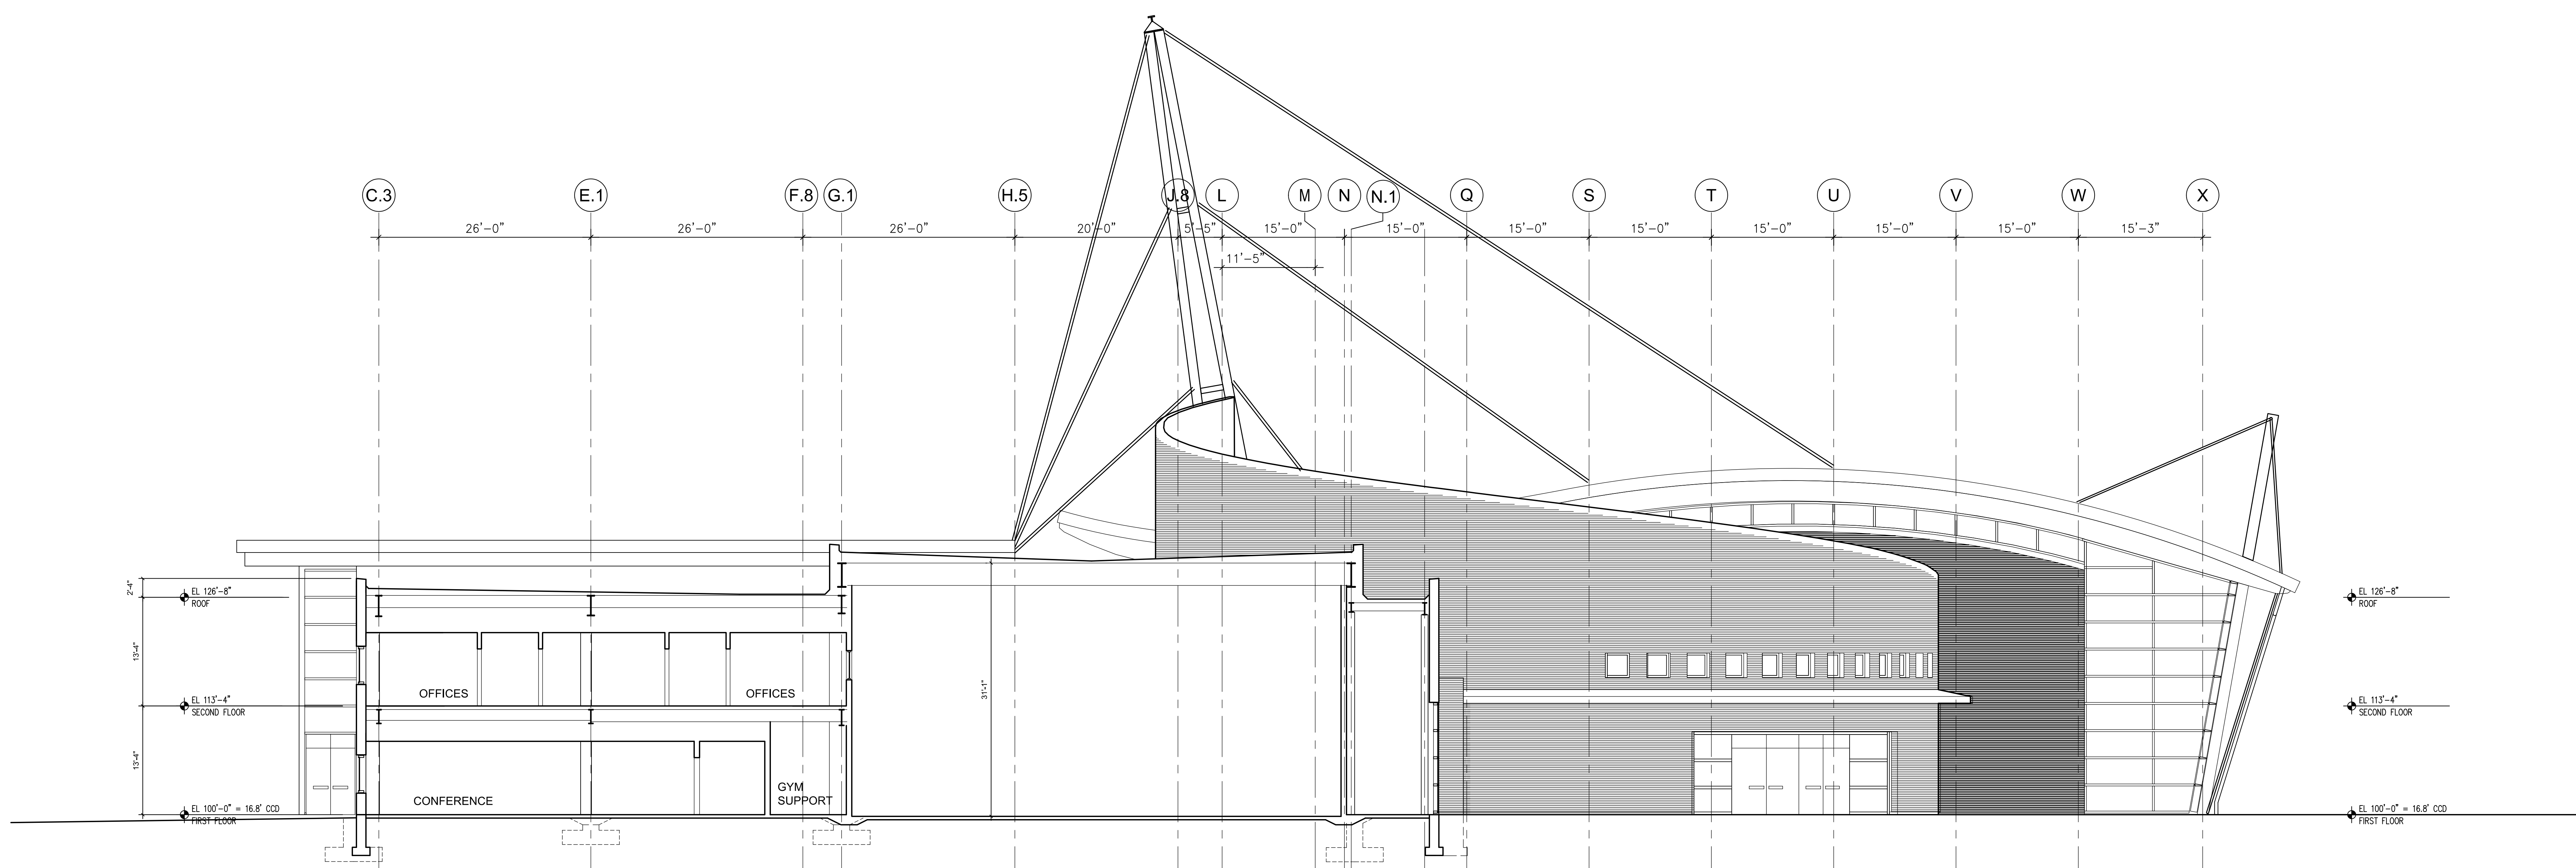 C.3 E.1 F.8 G.1 H.5 J.8 L M N N.1 Q S T U V W X
26'-0" 26'-0" 26'-0" 20'-0" 5'-5" 15'-0" 15'-0" 15'-0" 15'-0" 15'-0" 15'-0" 15'-0" 15'-3"
11'-5"
2'-4"
EL 126'-8"
ROOF
EL 126'-8"
ROOF
13'-4"
31'-1"
OFFICES OFFICES
EL 113'-4"
SECOND FLOOR
EL 113'-4"
SECOND FLOOR
13'-4"
GYM
SUPPORT
CONFERENCE
EL 100'-0" = 16.8' CCD
FIRST FLOOR
EL 100'-0" = 16.8' CCD
FIRST FLOOR